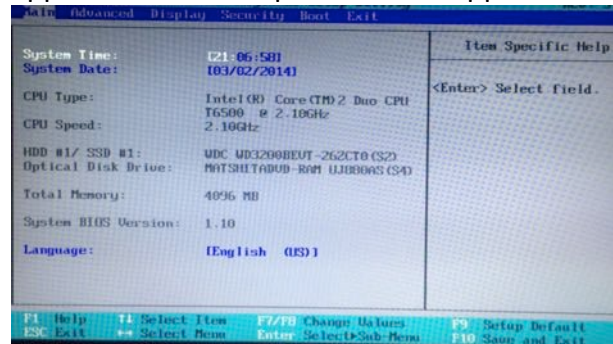 Main Advanced Display Security Boot Exit
Item Specific Help
System Time: [21:06:58]
System Date: [03/02/2014]
<Enter> Select field.
CPU Type: Intel(R) Core(TM)2 Duo CPU
T6500 @ 2.10GHz
CPU Speed: 2.10GHz
HDD #1/ SSD #1: WDC WD3200BEVT-262CT0(S2)
Optical Disk Drive: MATSHITADVD-RAM UJ880AS(S4)
Total Memory: 4096 MB
System BIOS Version: 1.10
Language: [English (US)]
F1 Help ↑↓ Select Item F7/F8 Change Values F9 Setup Default
ESC Exit ↔ Select Menu Enter Select▶Sub-Menu F10 Save and Exit